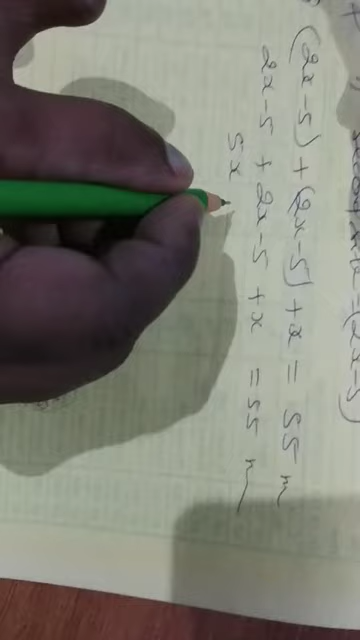 (2x-5)+(2x-5)+x = 55 m
2x-5+2x-5+x = 55 m
5x